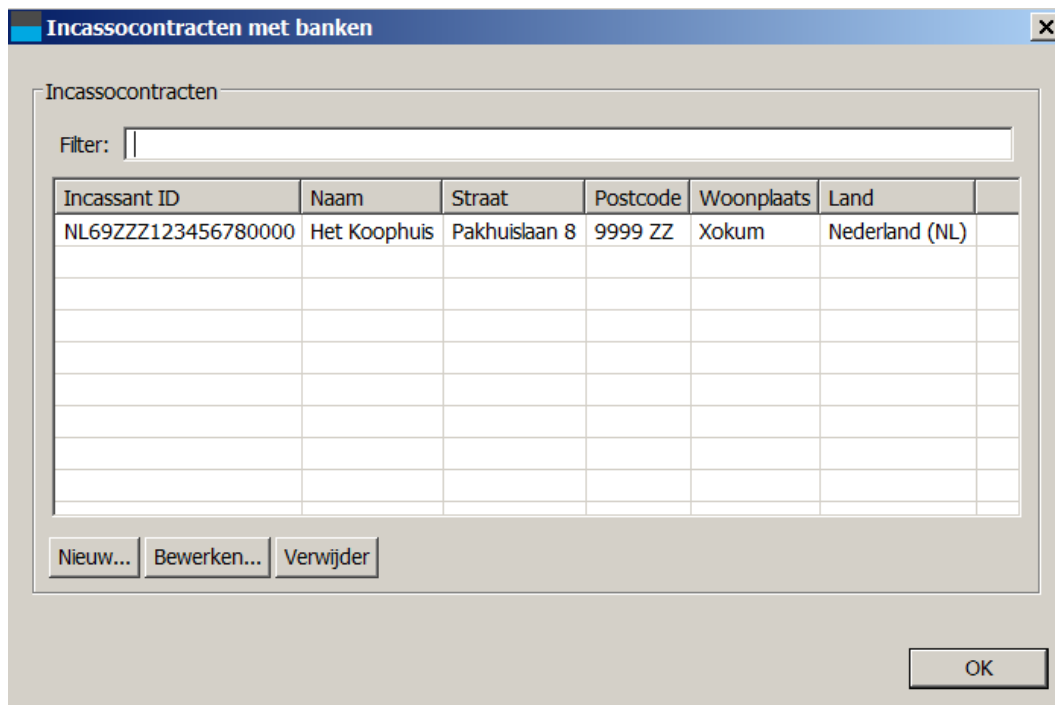 Incassocontracten met banken
Incassocontracten
Filter:
Incassant ID Naam Straat Postcode Woonplaats Land
NL69ZZZ123456780000 Het Koophuis Pakhuislaan 8 9999 ZZ Xokum Nederland (NL)
Nieuw... Bewerken... Verwijder
OK